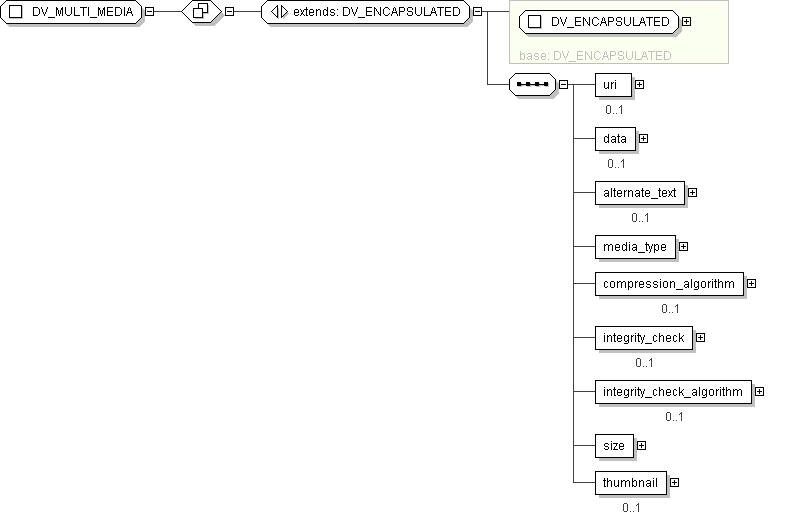 DV_MULTI_MEDIA
extends: DV_ENCAPSULATED
DV_ENCAPSULATED
base: DV_ENCAPSULATED
uri
0..1
data
0..1
alternate_text
0..1
media_type
compression_algorithm
0..1
integrity_check
0..1
integrity_check_algorithm
0..1
size
thumbnail
0..1